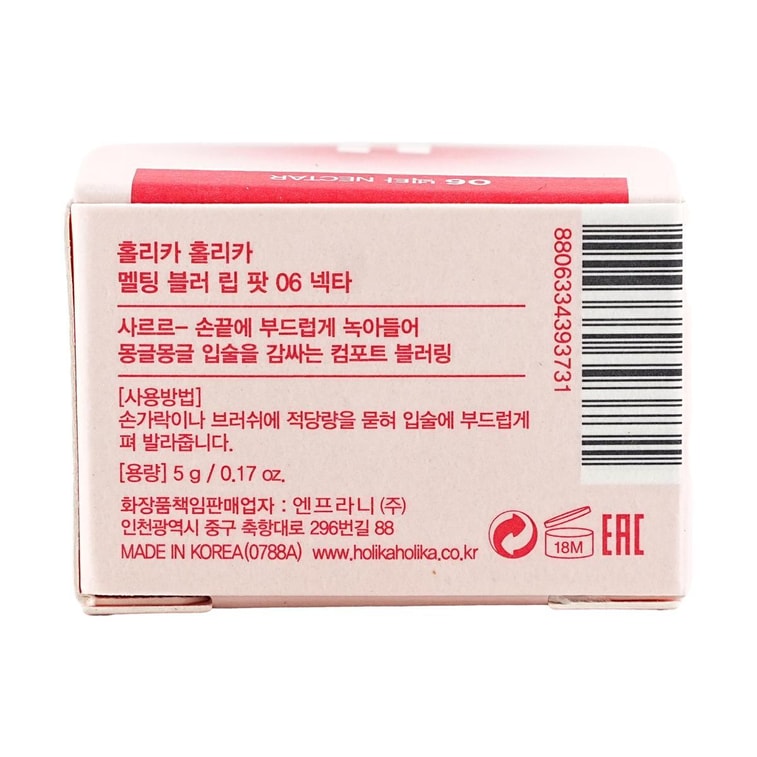 06 넥타 NECTAR
홀리카 홀리카
멜팅 블러 립 팟 06 넥타
사르르- 손끝에 부드럽게 녹아들어
몽글몽글 입술을 감싸는 컴포트 블러링
[사용방법]
손가락이나 브러쉬에 적당량을 묻혀 입술에 부드럽게
펴 발라줍니다.
[용량] 5 g / 0.17 oz.
화장품책임판매업자 : 엔프라니 (주)
인천광역시 중구 축항대로 296번길 88
MADE IN KOREA(0788A) www.holikaholika.co.kr
18M
EAC
8806334393731